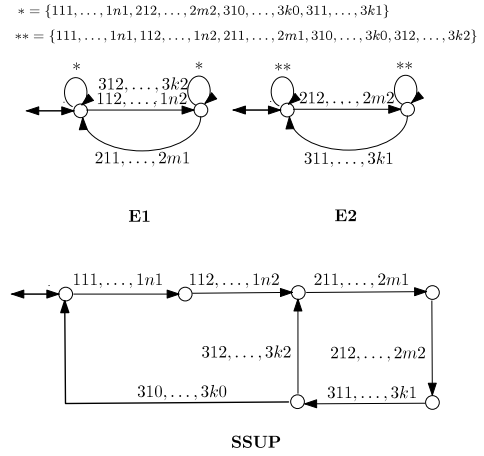 ∗ = {111, . . . , 1n1, 212, . . . , 2m2, 310, . . . , 3k0, 311, . . . , 3k1}
∗∗ = {111, . . . , 1n1, 112, . . . , 1n2, 211, . . . , 2m1, 310, . . . , 3k0, 312, . . . , 3k2}
∗ ∗ ∗∗ ∗∗
312, . . . , 3k2
112, . . . , 1n2 212, . . . , 2m2
211, . . . , 2m1 311, . . . , 3k1
E1 E2
111, . . . , 1n1 112, . . . , 1n2 211, . . . , 2m1
312, . . . , 3k2 212, . . . , 2m2
310, . . . , 3k0 311, . . . , 3k1
SSUP